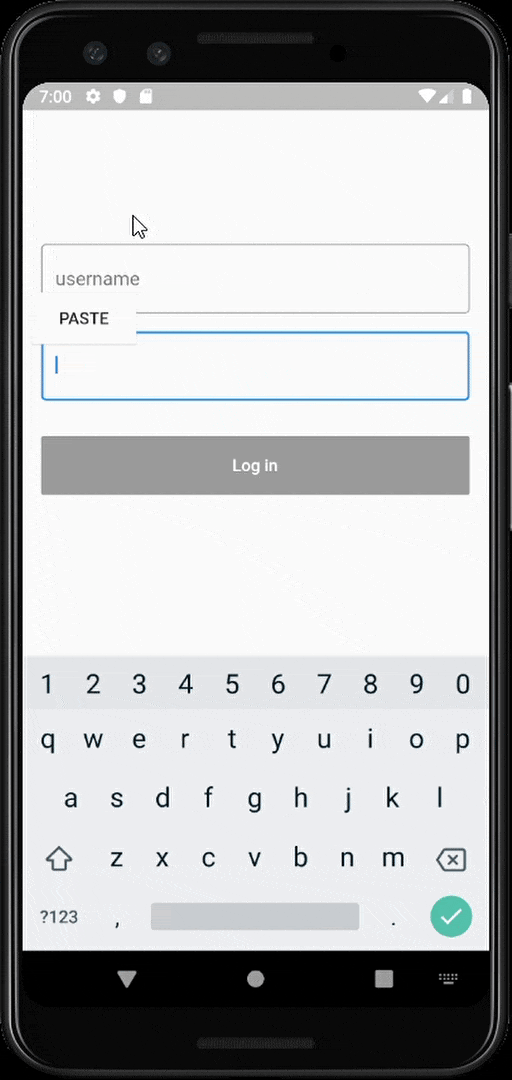 7:00
username
PASTE
Log in
1 2 3 4 5 6 7 8 9 0
q w e r t y u i o p
a s d f g h j k l
z x c v b n m
?123 , .